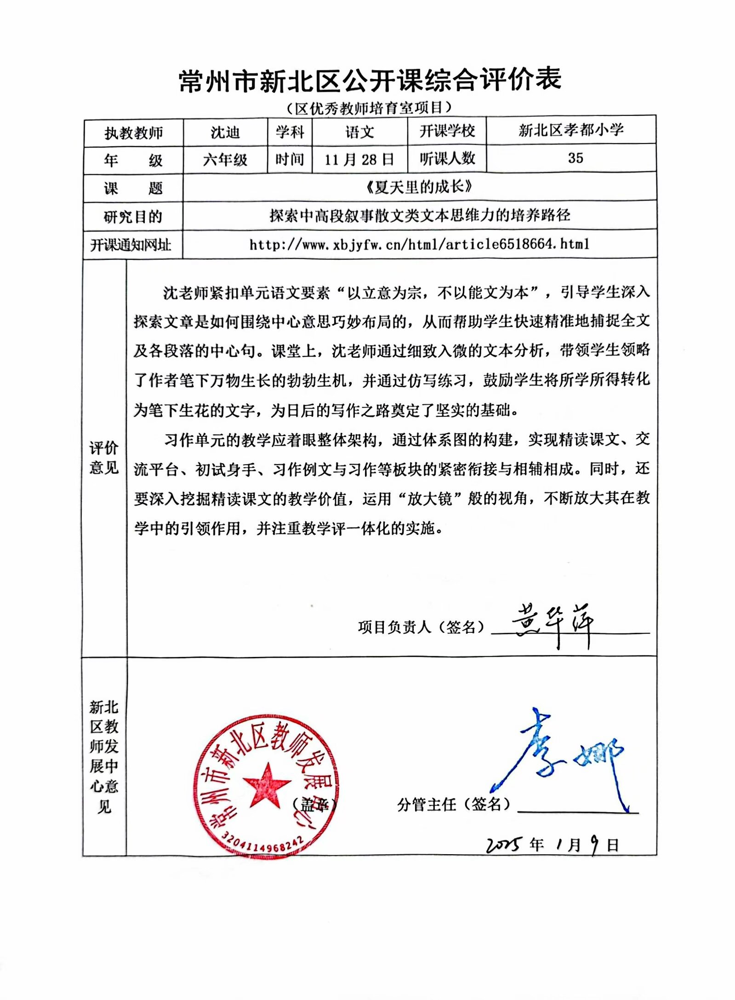 常州市新北区公开课综合评价表
（区优秀教师培育室项目）
执教教师 沈迪 学科 语文 开课学校 新北区孝都小学
年 级 六年级 时间 11月28日 听课人数 35
课 题 《夏天里的成长》
研究目的 探索中高段叙事散文类文本思维力的培养路径
开课通知网址 http://www.xbjyfw.cn/html/article6518664.html
评价
意见
沈老师紧扣单元语文要素“以立意为宗，不以能文为本”，引导学生深入
探索文章是如何围绕中心意思巧妙布局的，从而帮助学生快速精准地捕捉全文
及各段落的中心句。课堂上，沈老师通过细致入微的文本分析，带领学生领略
了作者笔下万物生长的勃勃生机，并通过仿写练习，鼓励学生将所学所得转化
为笔下生花的文字，为日后的写作之路奠定了坚实的基础。
习作单元的教学应着眼整体架构，通过体系图的构建，实现精读课文、交
流平台、初试身手、习作例文与习作等板块的紧密衔接与相辅相成。同时，还
要深入挖掘精读课文的教学价值，运用“放大镜”般的视角，不断放大其在教
学中的引领作用，并注重教学评一体化的实施。
项目负责人（签名） 黄华萍
新北
区教
师发
展中
心意
见
常州市新北区教师发展中心
3204114968242
（盖章）
分管主任（签名） 李娜
2025年1月9日